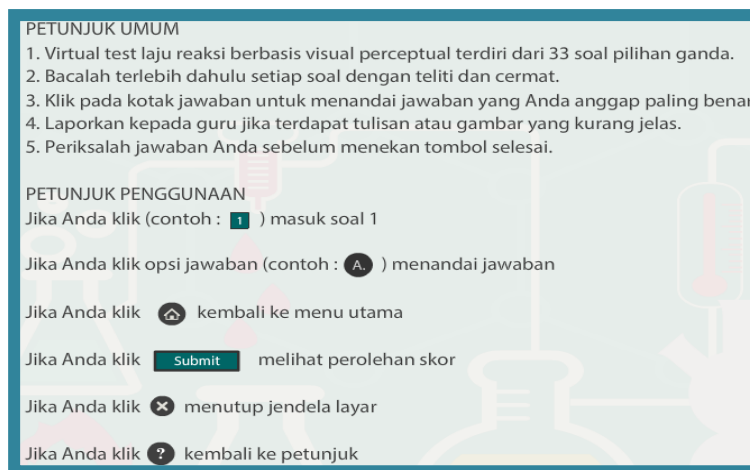 PETUNJUK UMUM
1. Virtual test laju reaksi berbasis visual perceptual terdiri dari 33 soal pilihan ganda.
2. Bacalah terlebih dahulu setiap soal dengan teliti dan cermat.
3. Klik pada kotak jawaban untuk menandai jawaban yang Anda anggap paling benar
4. Laporkan kepada guru jika terdapat tulisan atau gambar yang kurang jelas.
5. Periksalah jawaban Anda sebelum menekan tombol selesai.
PETUNJUK PENGGUNAAN
Jika Anda klik (contoh : 1 ) masuk soal 1
Jika Anda klik opsi jawaban (contoh : A. ) menandai jawaban
Jika Anda klik kembali ke menu utama
Jika Anda klik Submit melihat perolehan skor
Jika Anda klik menutup jendela layar
Jika Anda klik ? kembali ke petunjuk